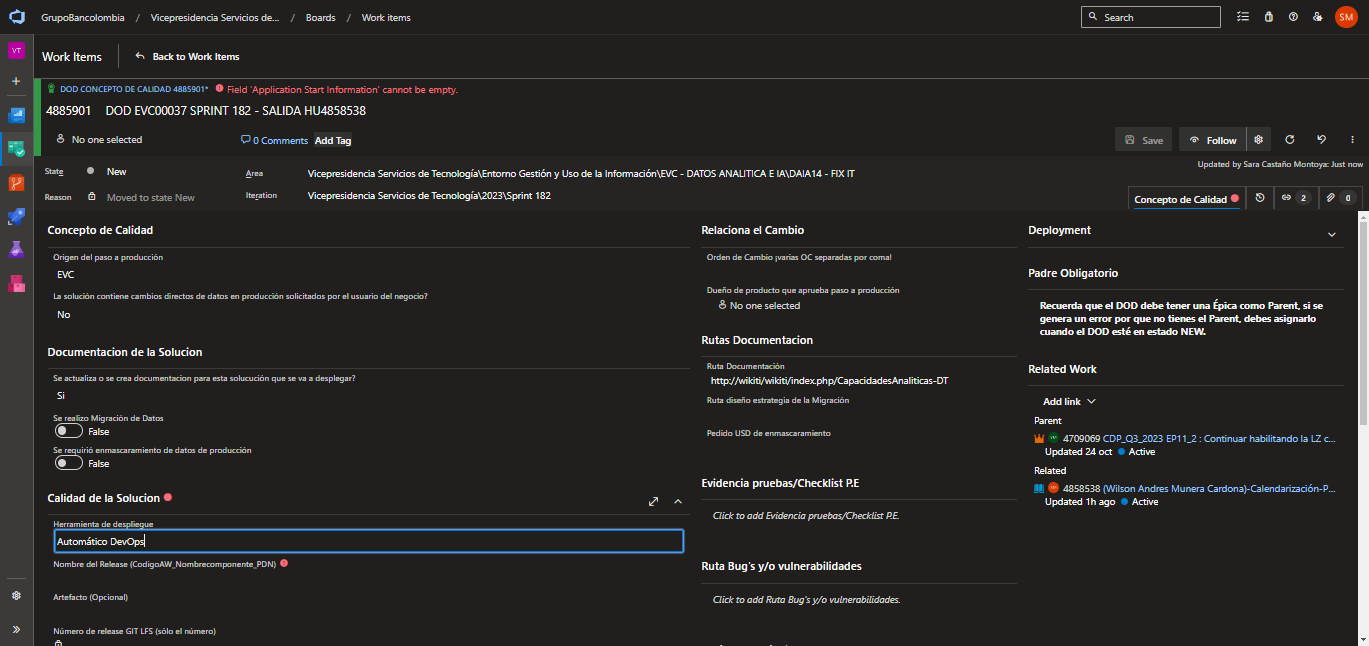 GrupoBancolombia / Vicepresidencia Servicios de... / Boards / Work items
Search
SM
VT
Work Items
Back to Work Items
DOD CONCEPTO DE CALIDAD 4885901*
Field 'Application Start Information' cannot be empty.
4885901 DOD EVC00037 SPRINT 182 - SALIDA HU4858538
No one selected
0 Comments
Add Tag
Save
Follow
Updated by Sara Castaño Montoya: Just now
State New
Area Vicepresidencia Servicios de Tecnología\Entorno Gestión y Uso de la Información\EVC - DATOS ANALITICA E IA\DAIA14 - FIX IT
Reason Moved to state New
Iteration Vicepresidencia Servicios de Tecnología\2023\Sprint 182
Concepto de Calidad
2
0
Concepto de Calidad
Origen del paso a producción
EVC
La solución contiene cambios directos de datos en producción solicitados por el usuario del negocio?
No
Documentacion de la Solucion
Se actualiza o se crea documentacion para esta solucución que se va a desplegar?
Si
Se realizo Migración de Datos
False
Se requirió enmascaramiento de datos de producción
False
Calidad de la Solucion
Herramienta de despliegue
Automático DevOps
Nombre del Release (CodigoAW_Nombrecomponente_PDN)
Artefacto (Opcional)
Número de release GIT LFS (sólo el número)
Relaciona el Cambio
Orden de Cambio ¡varias OC separadas por coma!
Dueño de producto que aprueba paso a producción
No one selected
Rutas Documentacion
Ruta Documentación
http://wikiti/wikiti/index.php/CapacidadesAnaliticas-DT
Ruta diseño estrategia de la Migración
Pedido USD de enmascaramiento
Evidencia pruebas/Checklist P.E
Click to add Evidencia pruebas/Checklist P.E.
Ruta Bug's y/o vulnerabilidades
Click to add Ruta Bug's y/o vulnerabilidades.
Deployment
Padre Obligatorio
Recuerda que el DOD debe tener una Épica como Parent, si se
genera un error por que no tienes el Parent, debes asignarlo
cuando el DOD esté en estado NEW.
Related Work
Add link
Parent
4709069 CDP_Q3_2023 EP11_2 : Continuar habilitando la LZ c...
Updated 24 oct Active
Related
4858538 (Wilson Andres Munera Cardona)-Calendarización-P...
Updated 1h ago Active